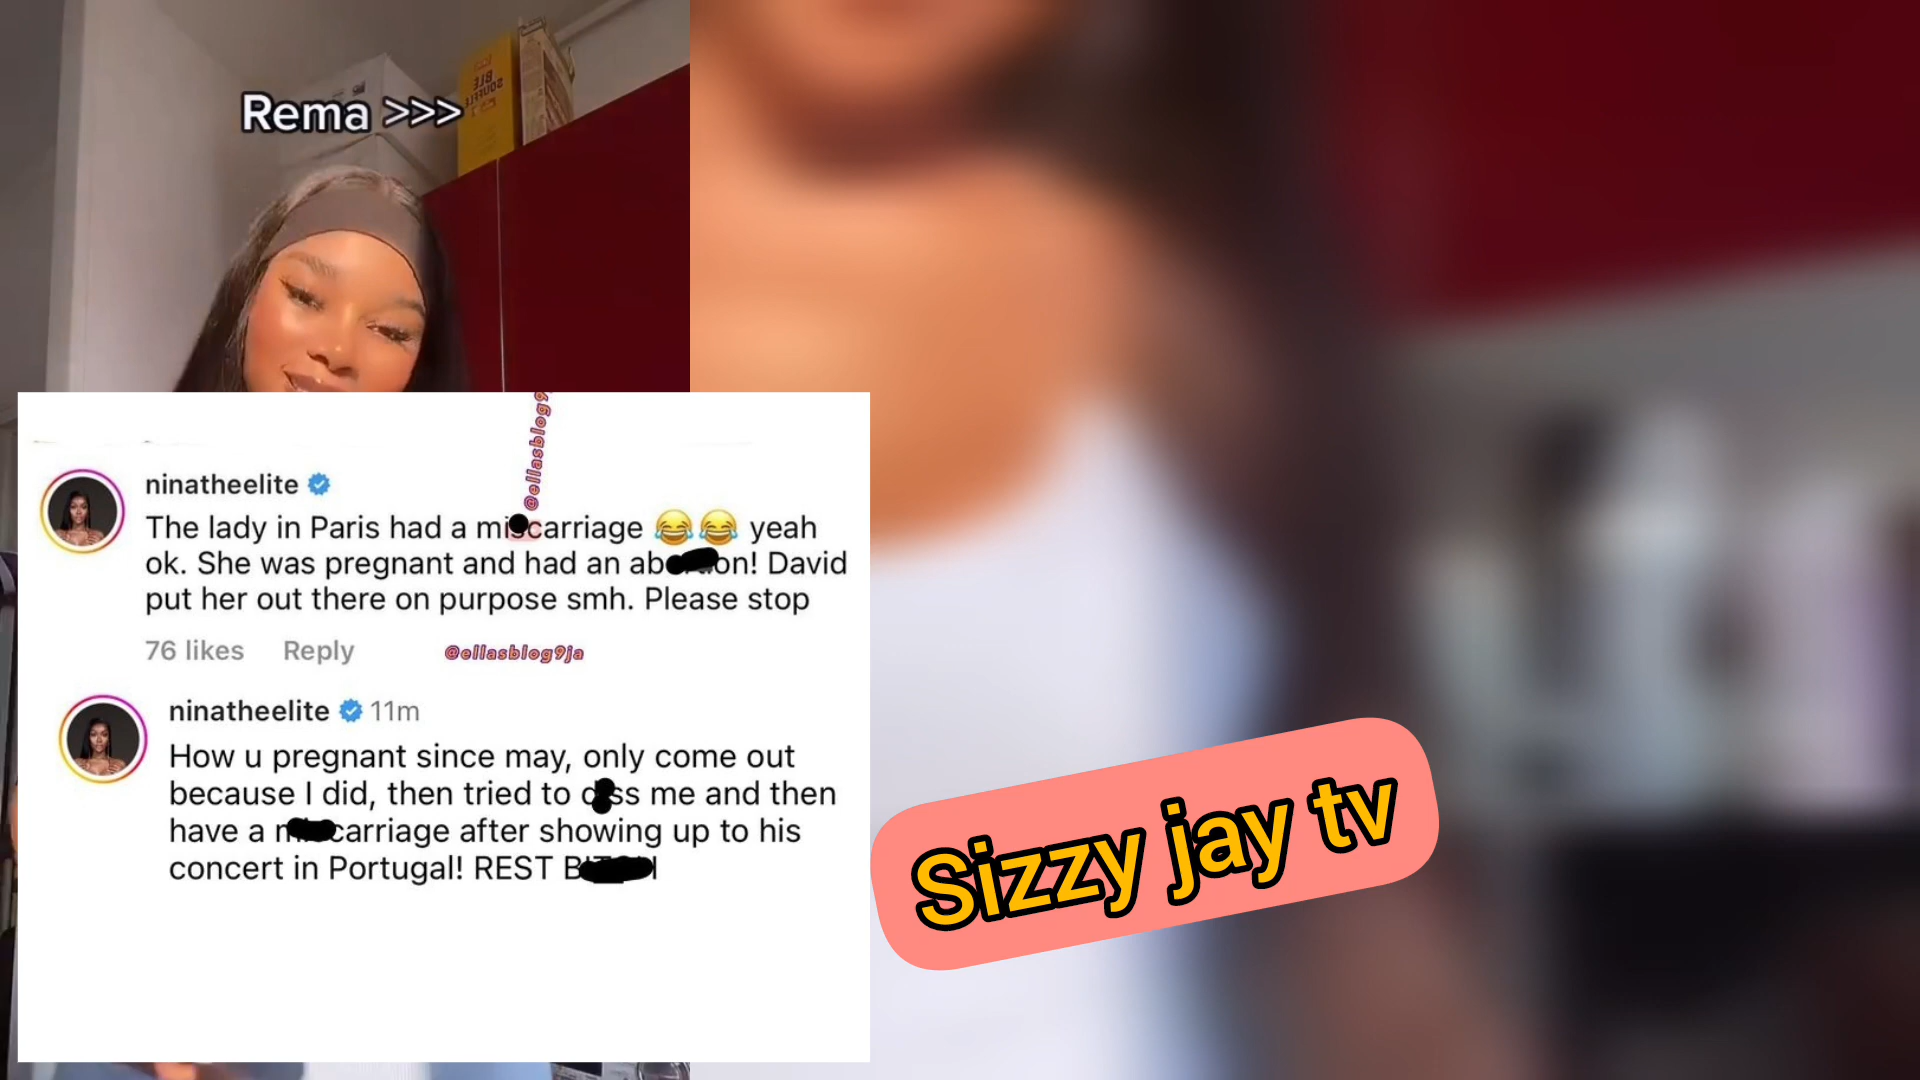 Rema >>>
@ellasblog9
ninatheelite
The lady in Paris had a miscarriage 😂😂 yeah
ok. She was pregnant and had an ab on! David
put her out there on purpose smh. Please stop
76 likes Reply
@ellasblog9ja
ninatheelite 11m
How u pregnant since may, only come out
because I did, then tried to d ss me and then
have a m carriage after showing up to his
concert in Portugal! REST B
Sizzy jay tv